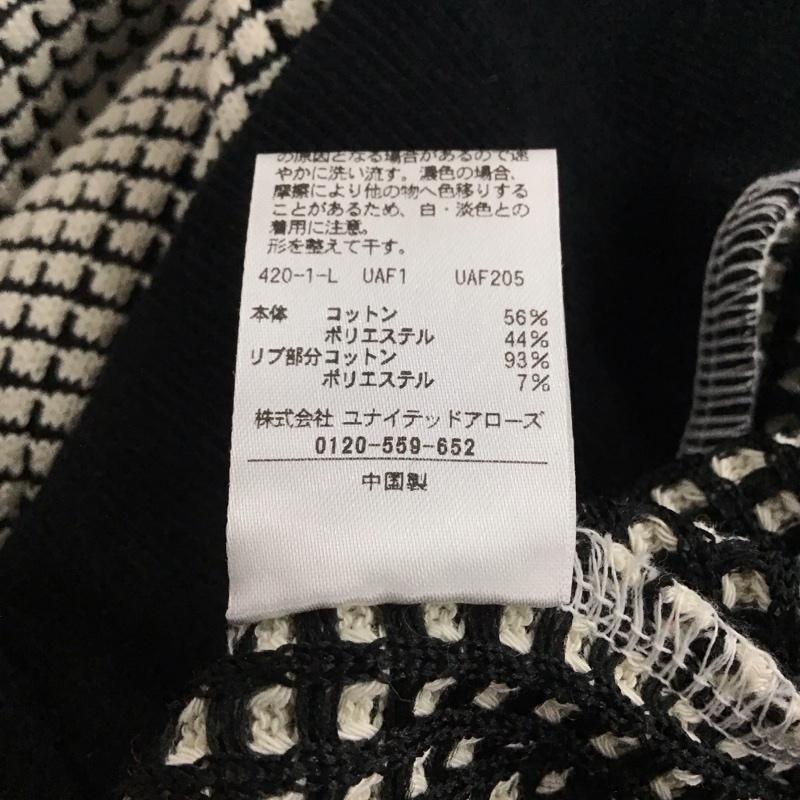 の原因となる場合があるので速
やかに洗い流す。濃色の場合、
摩擦により他の物へ色移りする
ことがあるため、白・淡色との
着用に注意。
形を整えて干す。
420-1-L UAF1 UAF205
本体 コットン 56%
ポリエステル 44%
リブ部分コットン 93%
ポリエステル 7%
株式会社 ユナイテッドアローズ
0120-559-652
中国製